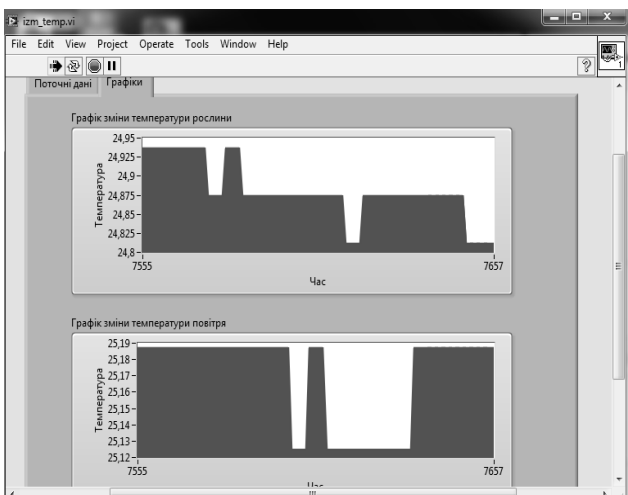 izm_temp.vi
File Edit View Project Operate Tools Window Help
?
1
Поточні дані Графіки
Графік зміни температури рослини
Температура
24,95
24,925
24,9
24,875
24,85
24,825
24,8
7555 7657
Час
Графік зміни температури повітря
Температура
25,19
25,18
25,17
25,16
25,15
25,14
25,13
25,12
7555 7657
Час